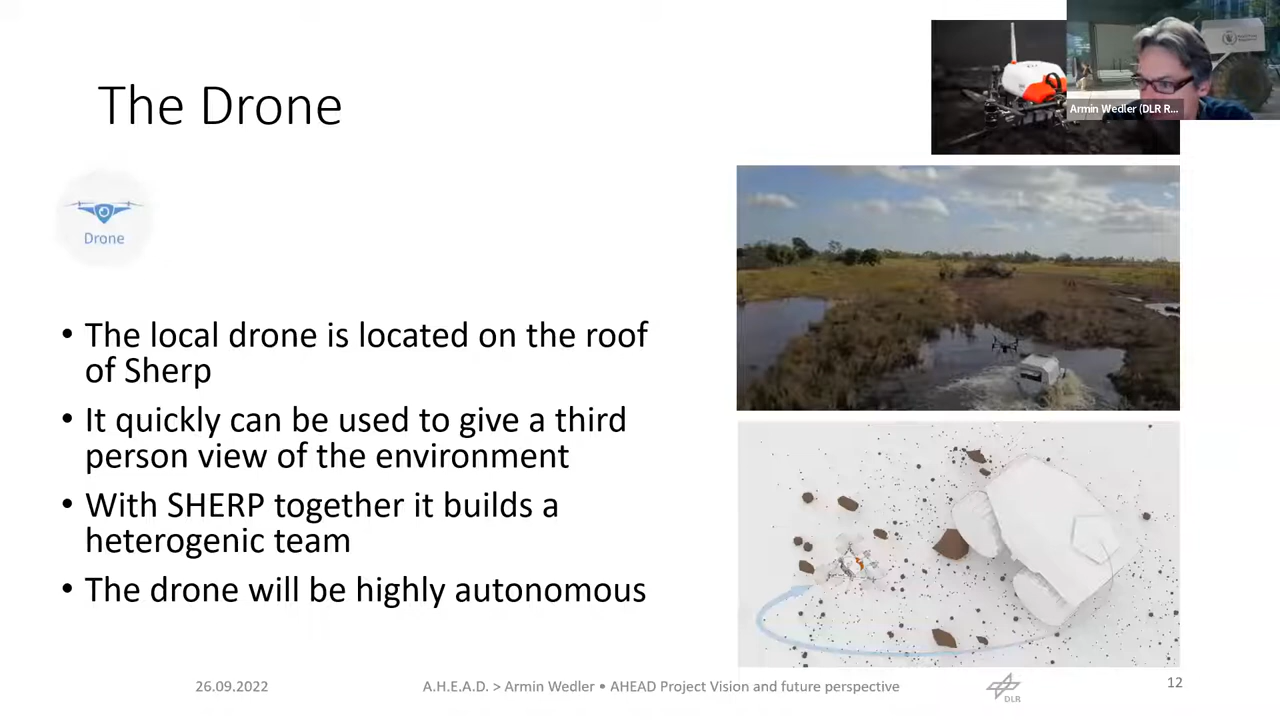 The Drone
Armin Wedler (DLR R...
Drone
• The local drone is located on the roof
of Sherp
• It quickly can be used to give a third
person view of the environment
• With SHERP together it builds a
heterogenic team
• The drone will be highly autonomous
26.09.2022
A.H.E.A.D. > Armin Wedler • AHEAD Project Vision and future perspective
DLR
12